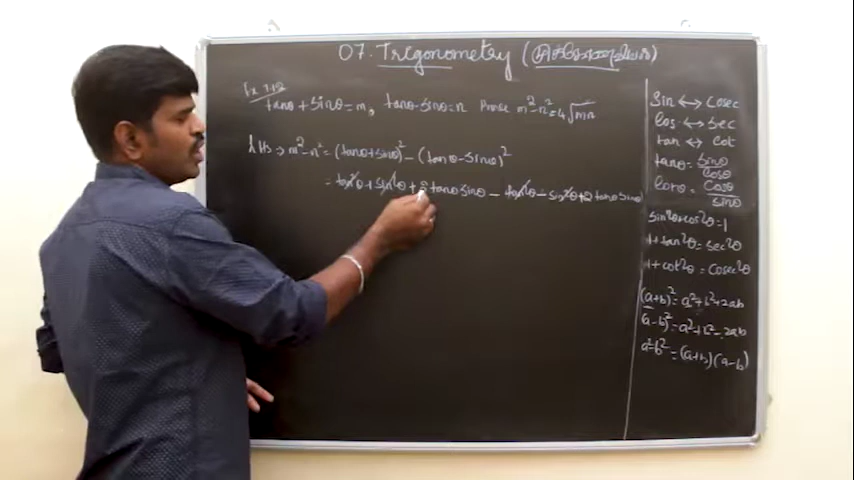 07. Trigonometry (
Ex 7.12
tanθ + sinθ = m, tanθ - sinθ = n Prove m² - n² = 4√mn
LHS ⇒ m² - n² = (tanθ + sinθ)² - (tanθ - sinθ)²
= tan²θ + sin²θ + 2 tanθ sinθ - tan²θ - sin²θ + 2 tanθ sinθ
Sin ↔ Cosec
Cos ↔ Sec
tan ↔ Cot
tanθ = sinθ/cosθ
Cotθ = cosθ/sinθ
sin²θ + cos²θ = 1
1 + tan²θ = sec²θ
1 + cot²θ = cosec²θ
(a+b)² = a² + b² + 2ab
(a-b)² = a² + b² - 2ab
a² - b² = (a+b)(a-b)